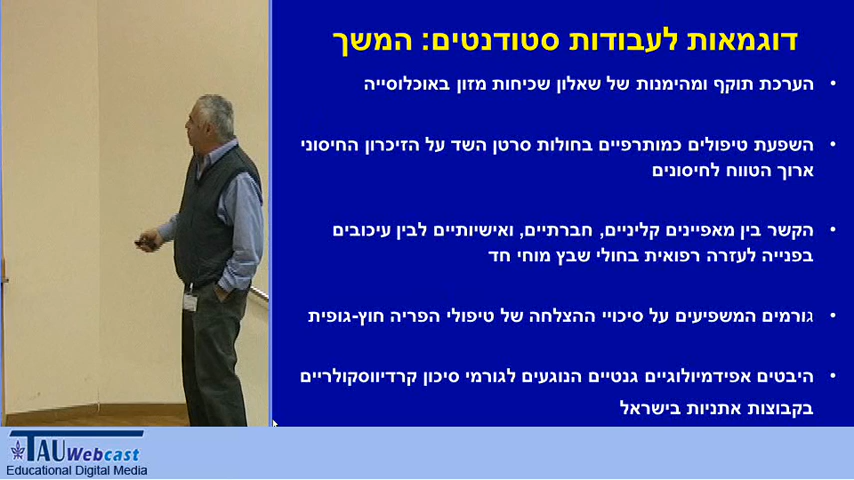 דוגמאות לעבודות סטודנטים: המשך
• הערכת תוקף ומהימנות של שאלון שכיחות מזון באוכלוסייה
• השפעת טיפולים כמותרפיים בחולות סרטן השד על הזיכרון החיסוני
ארוך הטווח לחיסונים
• הקשר בין מאפיינים קליניים, חברתיים, ואישיותיים לבין עיכובים
בפנייה לעזרה רפואית בחולי שבץ מוחי חד
• גורמים המשפיעים על סיכויי ההצלחה של טיפולי הפריה חוץ-גופית
• היבטים אפידמיולוגיים גנטיים הנוגעים לגורמי סיכון קרדיווסקולריים
בקבוצות אתניות בישראל
TAU Webcast
Educational Digital Media